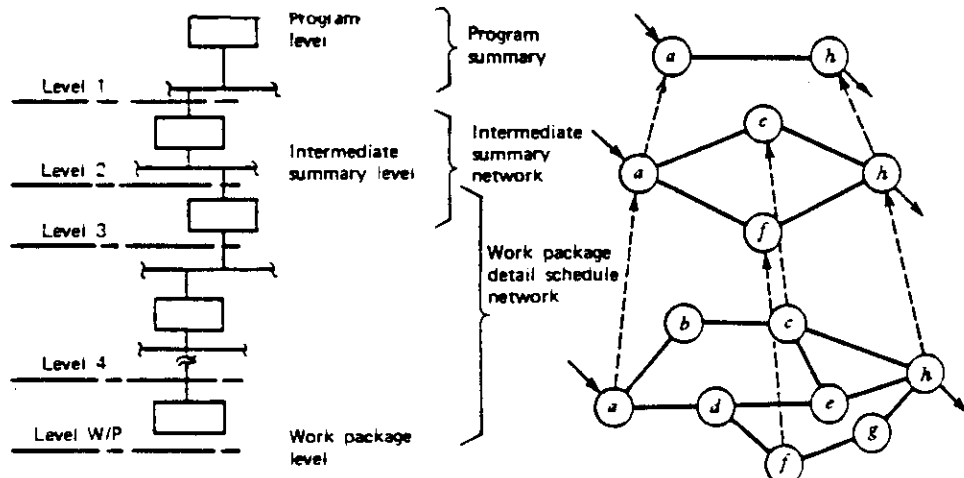 Program
level
Program
summary
Level 1
Intermediate
summary level
Intermediate
summary
network
Level 2
Level 3
Work package
detail schedule
network
Level 4
Level W/P
Work package
level
a
h
c
a
h
f
b
c
h
a
d
e
g
f